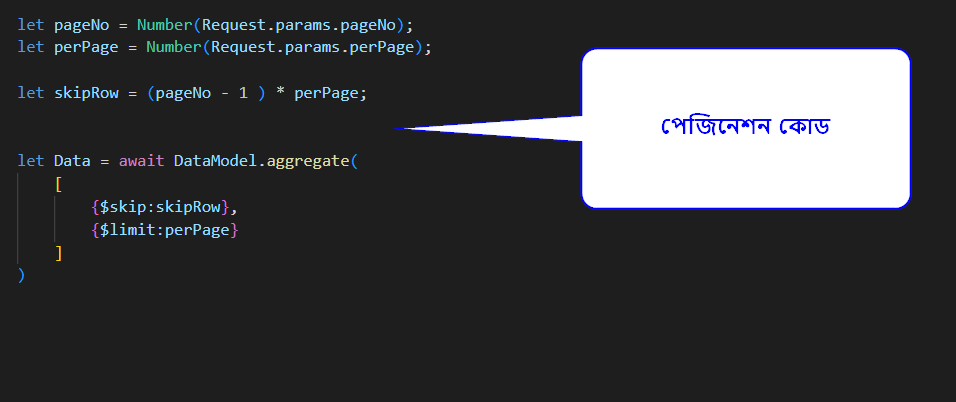 let pageNo = Number(Request.params.pageNo);
let perPage = Number(Request.params.perPage);
let skipRow = (pageNo - 1 ) * perPage;
পেজিনেশন কোড
let Data = await DataModel.aggregate(
[
{$skip:skipRow},
{$limit:perPage}
]
)